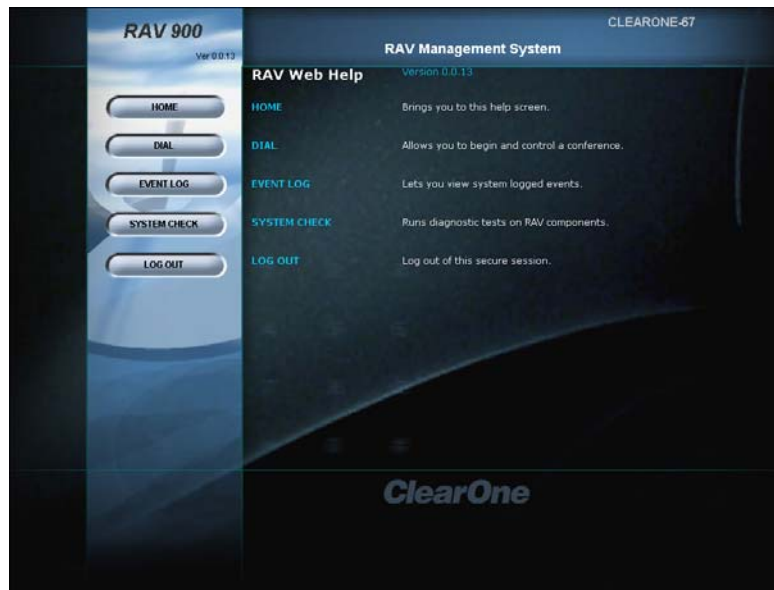 RAV 900
Ver 0.0.13
CLEARONE-67
RAV Management System
RAV Web Help Version 0.0.13
HOME
DIAL
EVENT LOG
SYSTEM CHECK
LOG OUT
HOME Brings you to this help screen.
DIAL Allows you to begin and control a conference.
EVENT LOG Lets you view system logged events.
SYSTEM CHECK Runs diagnostic tests on RAV components.
LOG OUT Log out of this secure session.
ClearOne